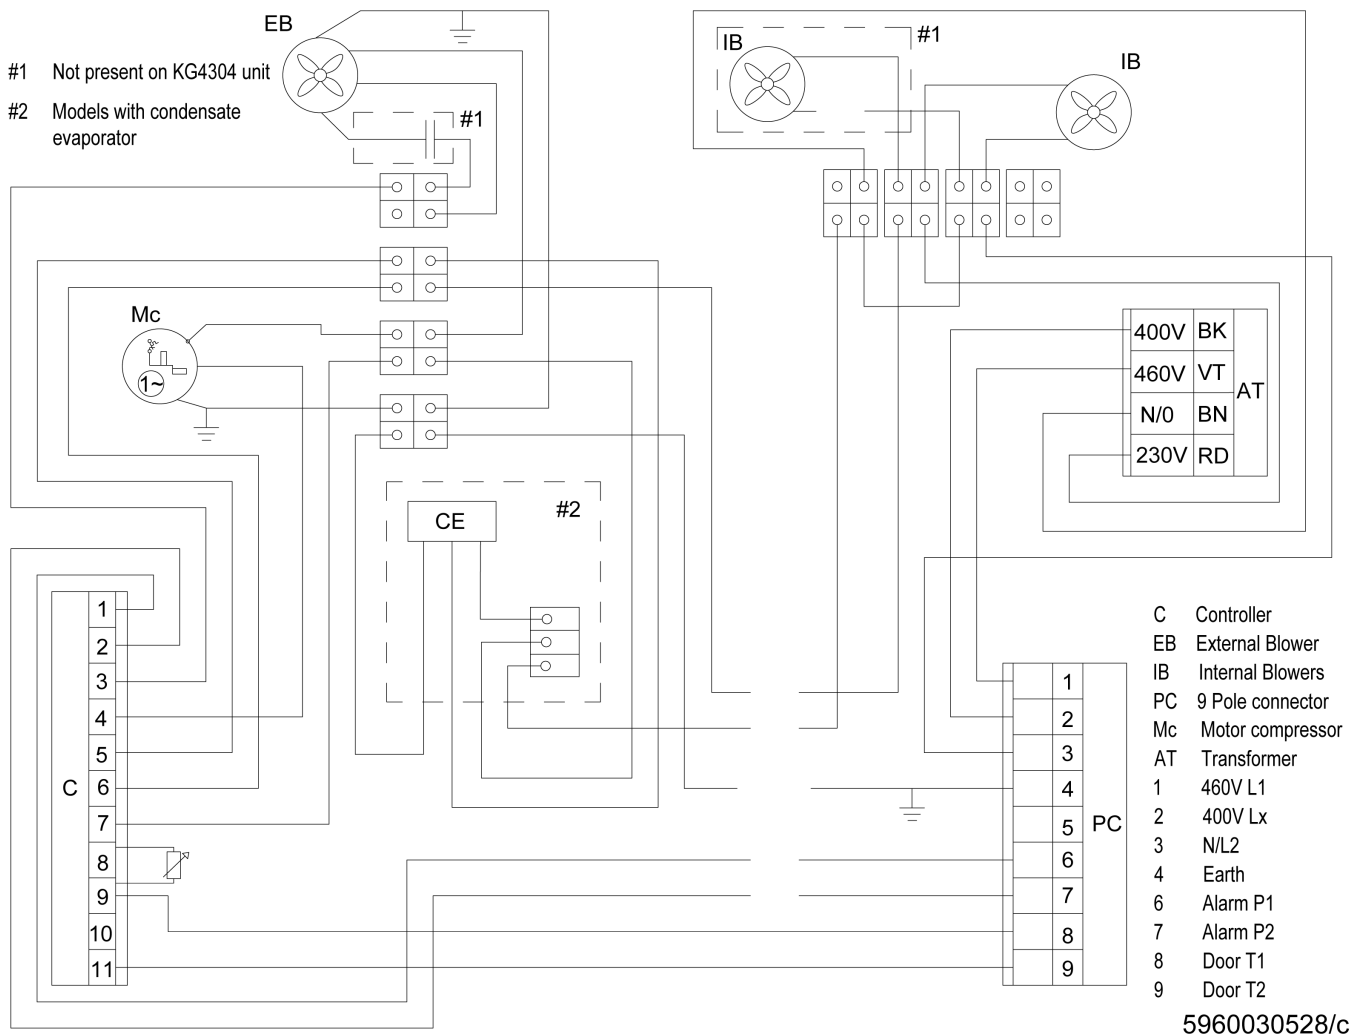 EB
#1 Not present on KG4304 unit
#2 Models with condensate
evaporator
#1
IB
#1
IB
Mc
1~
400V BK
460V VT
N/0 BN
230V RD
AT
CE
#2
C
1
2
3
4
5
6
7
8
9
10
11
1
2
3
4
5
6
7
8
9
PC
C Controller
EB External Blower
IB Internal Blowers
PC 9 Pole connector
Mc Motor compressor
AT Transformer
1 460V L1
2 400V Lx
3 N/L2
4 Earth
6 Alarm P1
7 Alarm P2
8 Door T1
9 Door T2
5960030528/c